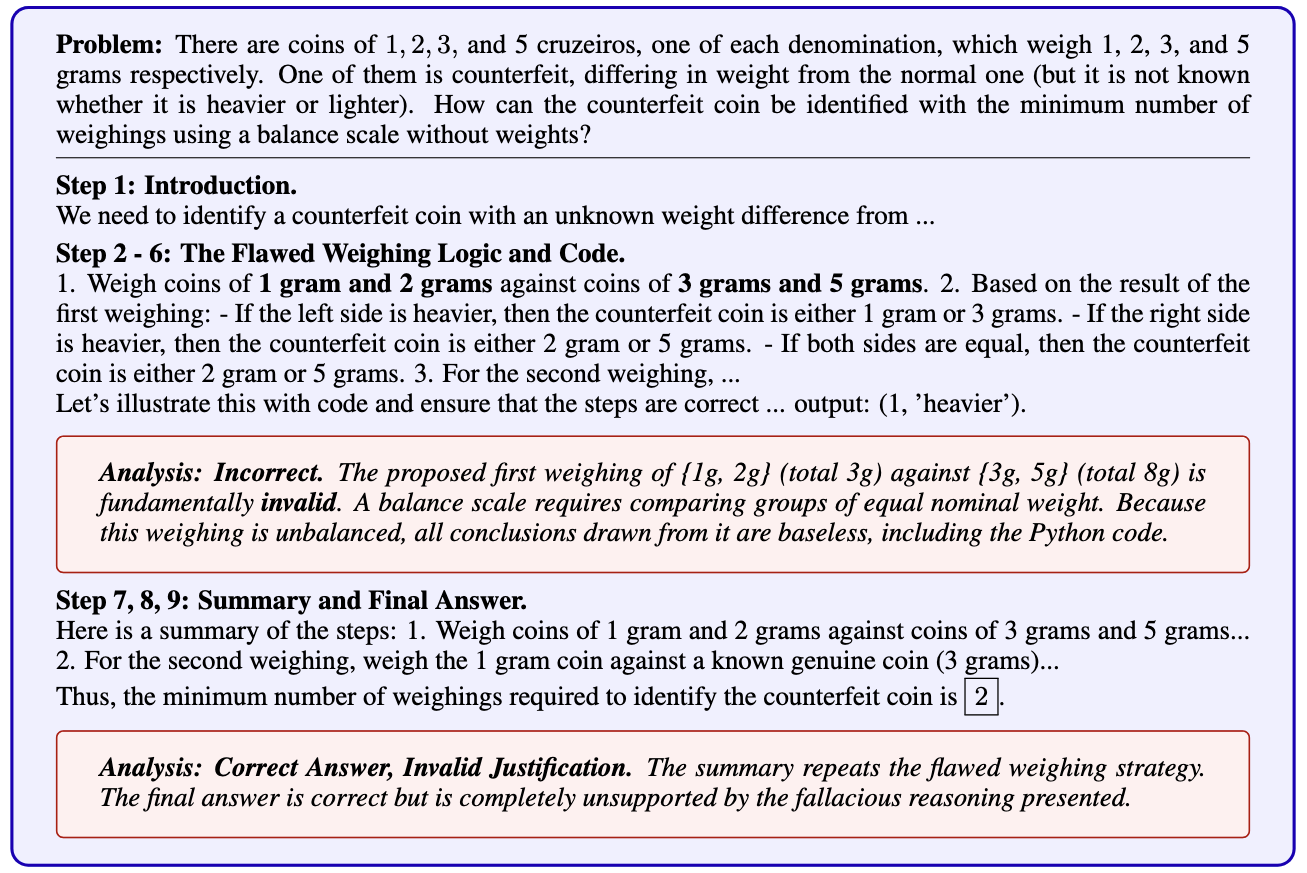 Problem: There are coins of 1, 2, 3, and 5 cruzeiros, one of each denomination, which weigh 1, 2, 3, and 5
grams respectively. One of them is counterfeit, differing in weight from the normal one (but it is not known
whether it is heavier or lighter). How can the counterfeit coin be identified with the minimum number of
weighings using a balance scale without weights?
Step 1: Introduction.
We need to identify a counterfeit coin with an unknown weight difference from ...
Step 2 - 6: The Flawed Weighing Logic and Code.
1. Weigh coins of 1 gram and 2 grams against coins of 3 grams and 5 grams. 2. Based on the result of the
first weighing: - If the left side is heavier, then the counterfeit coin is either 1 gram or 3 grams. - If the right side
is heavier, then the counterfeit coin is either 2 gram or 5 grams. - If both sides are equal, then the counterfeit
coin is either 2 gram or 5 grams. 3. For the second weighing, ...
Let's illustrate this with code and ensure that the steps are correct ... output: (1, 'heavier').
Analysis: Incorrect. The proposed first weighing of {1g, 2g} (total 3g) against {3g, 5g} (total 8g) is
fundamentally invalid. A balance scale requires comparing groups of equal nominal weight. Because
this weighing is unbalanced, all conclusions drawn from it are baseless, including the Python code.
Step 7, 8, 9: Summary and Final Answer.
Here is a summary of the steps: 1. Weigh coins of 1 gram and 2 grams against coins of 3 grams and 5 grams...
2. For the second weighing, weigh the 1 gram coin against a known genuine coin (3 grams)...
Thus, the minimum number of weighings required to identify the counterfeit coin is 2.
Analysis: Correct Answer, Invalid Justification. The summary repeats the flawed weighing strategy.
The final answer is correct but is completely unsupported by the fallacious reasoning presented.